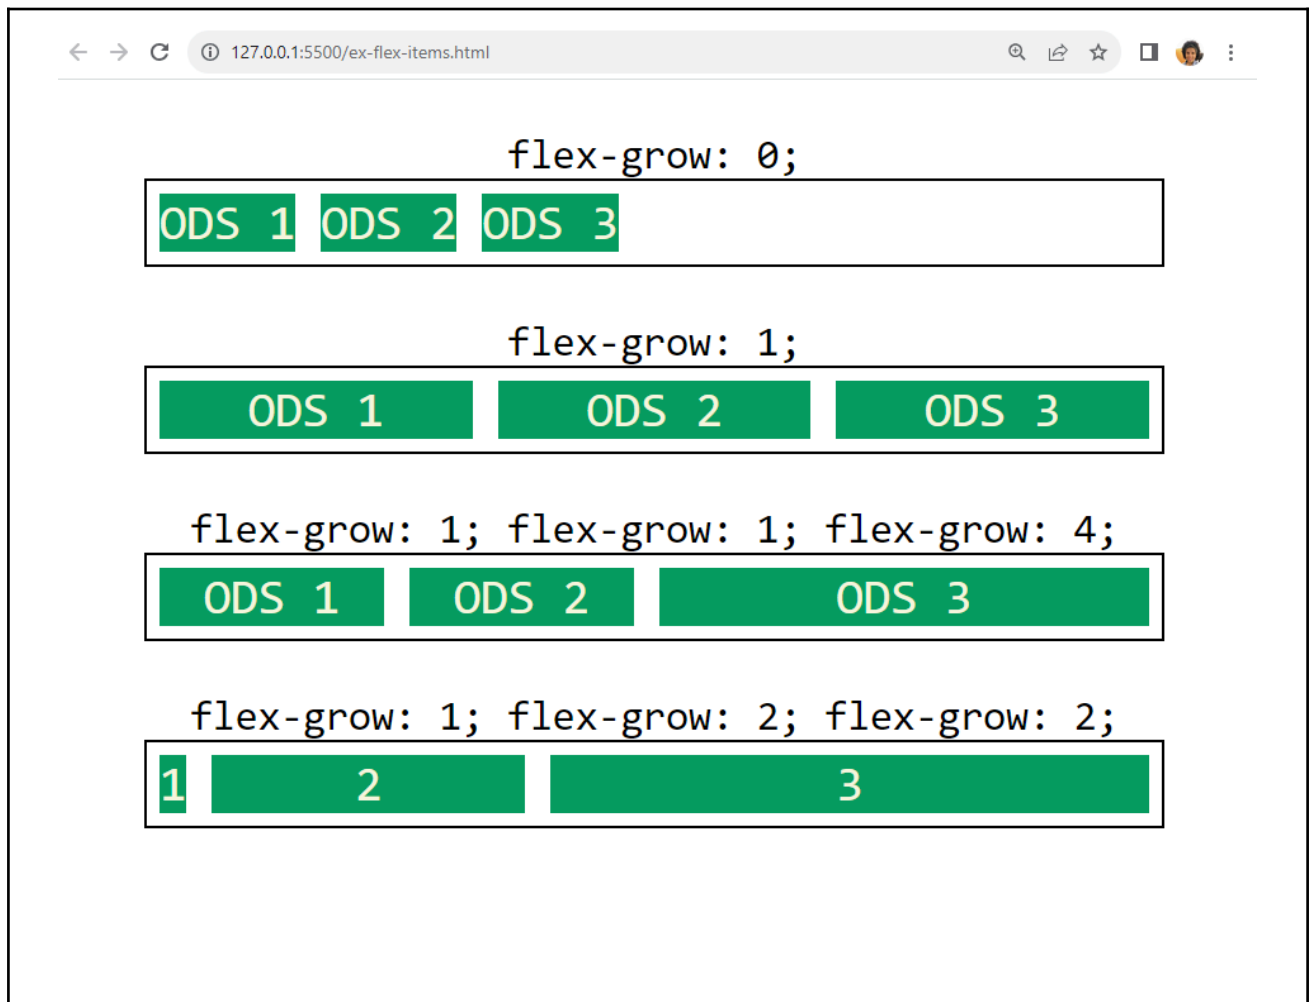 127.0.0.1:5500/ex-flex-items.html
flex-grow: 0;
ODS 1 ODS 2 ODS 3
flex-grow: 1;
ODS 1 ODS 2 ODS 3
flex-grow: 1; flex-grow: 1; flex-grow: 4;
ODS 1 ODS 2 ODS 3
flex-grow: 1; flex-grow: 2; flex-grow: 2;
1 2 3